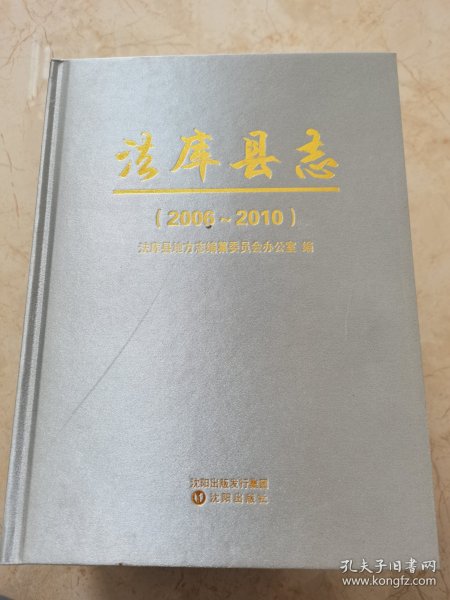 法库县志
(2006~2010)
法库县地方志编纂委员会办公室 编
沈阳出版发行集团
沈阳出版社
孔夫子旧书网
www.kongfz.com